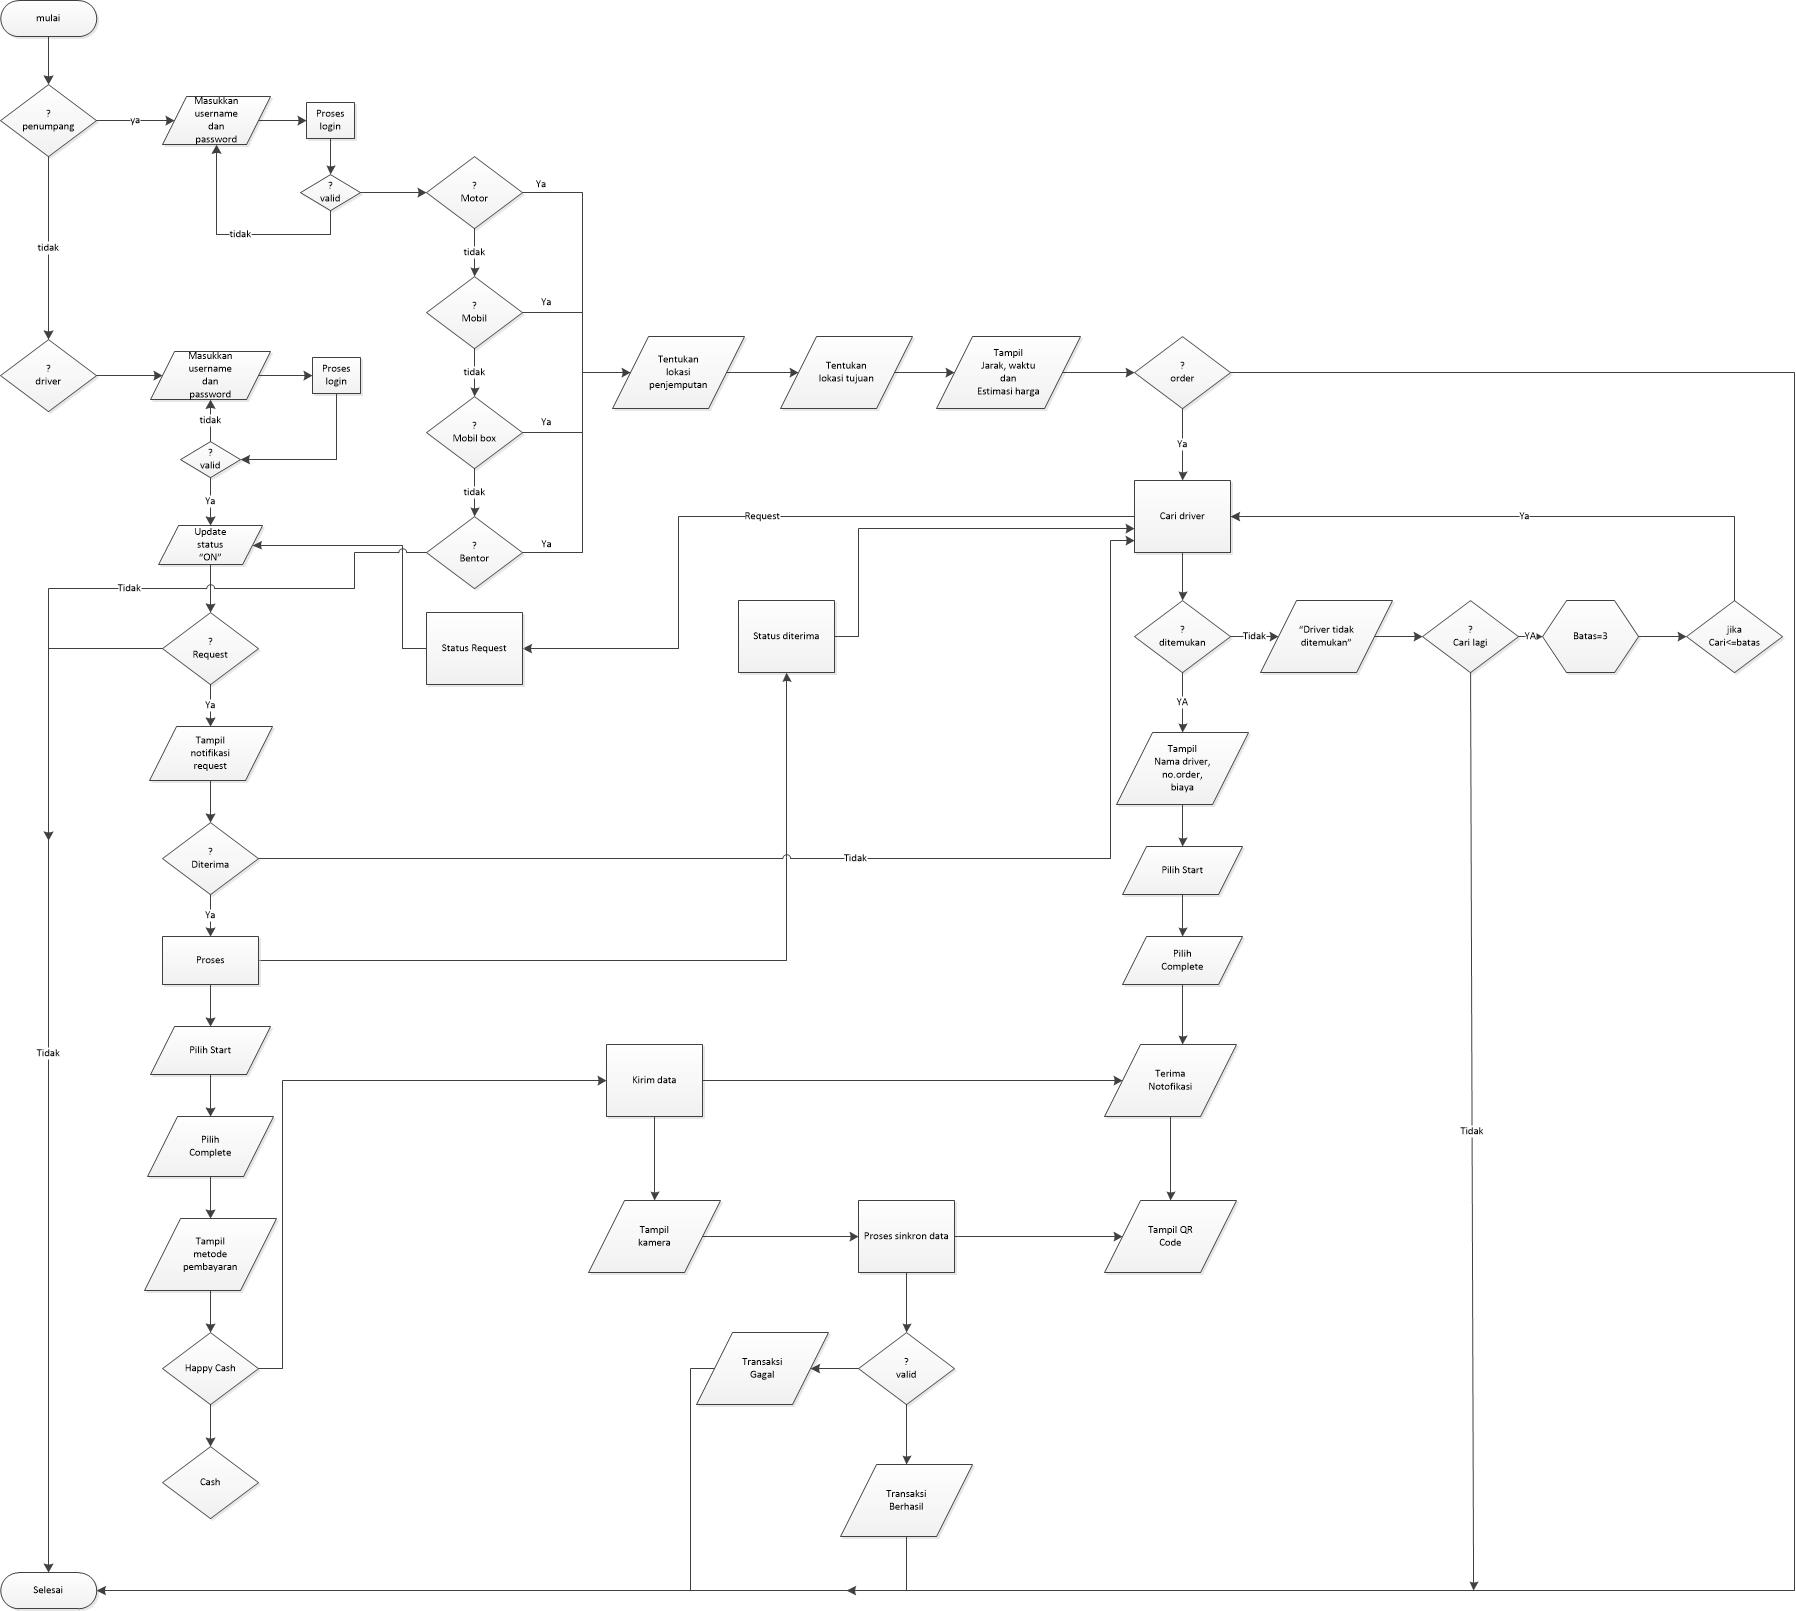 mulai
?
penumpang
ya
Masukkan
username
dan
password
Proses
login
?
valid
tidak
?
Motor
Ya
tidak
tidak
?
Mobil
Ya
tidak
?
driver
Masukkan
username
dan
password
Proses
login
tidak
?
valid
Ya
?
Mobil box
Ya
tidak
Tentukan
lokasi
penjemputan
Tentukan
lokasi tujuan
Tampil
Jarak, waktu
dan
Estimasi harga
?
order
Ya
Update
status
“ON”
?
Bentor
Ya
Tidak
Request
Cari driver
Ya
?
Request
Ya
Status Request
Status diterima
?
ditemukan
Tidak
“Driver tidak
ditemukan”
?
Cari lagi
YA
Batas=3
jika
Cari<=batas
YA
Tampil
notifikasi
request
Tampil
Nama driver,
no.order,
biaya
?
Diterima
Tidak
Ya
Pilih Start
Proses
Pilih
Complete
Tidak
Pilih Start
Kirim data
Terima
Notofikasi
Tidak
Pilih
Complete
Tampil
metode
pembayaran
Tampil
kamera
Proses sinkron data
Tampil QR
Code
Happy Cash
Transaksi
Gagal
?
valid
Cash
Transaksi
Berhasil
Selesai